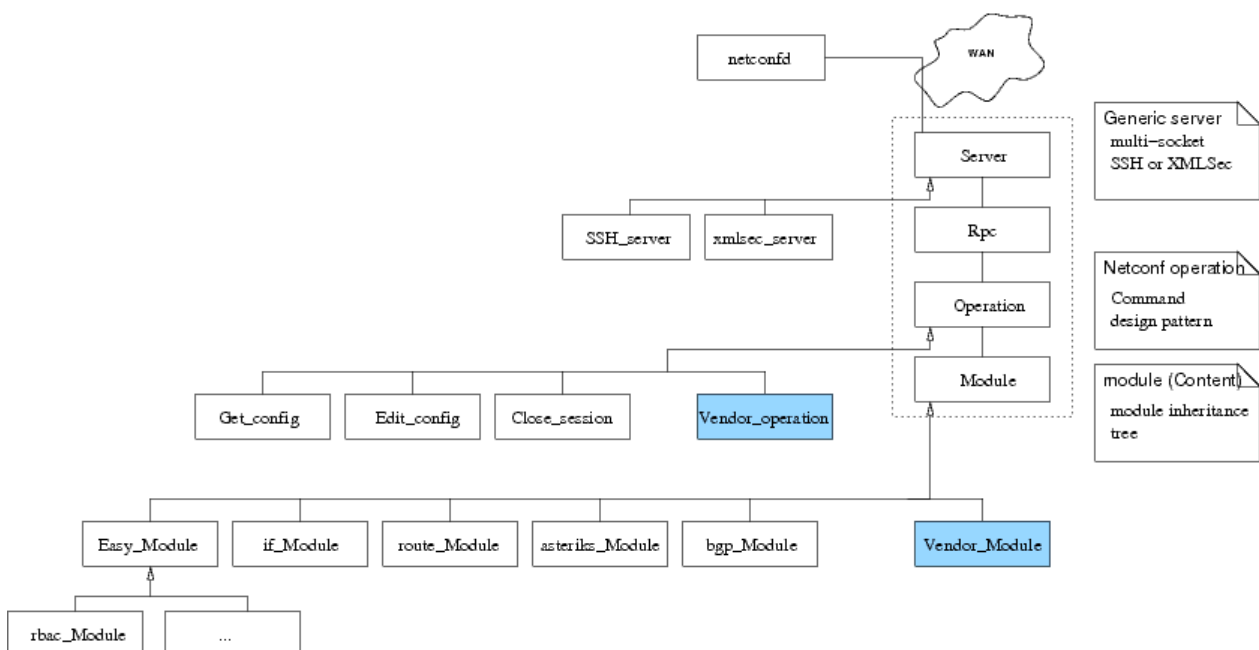 netconfd
WAN
Generic server
multi-socket
SSH or XMLSec
Server
SSH_server
xmlsec_server
Rpc
Netconf operation
Command
design pattern
Operation
Module
module (Content)
module inheritance
tree
Get_config
Edit_config
Close_session
Vendor_operation
Easy_Module
if_Module
route_Module
asteriks_Module
bgp_Module
Vendor_Module
rbac_Module
...